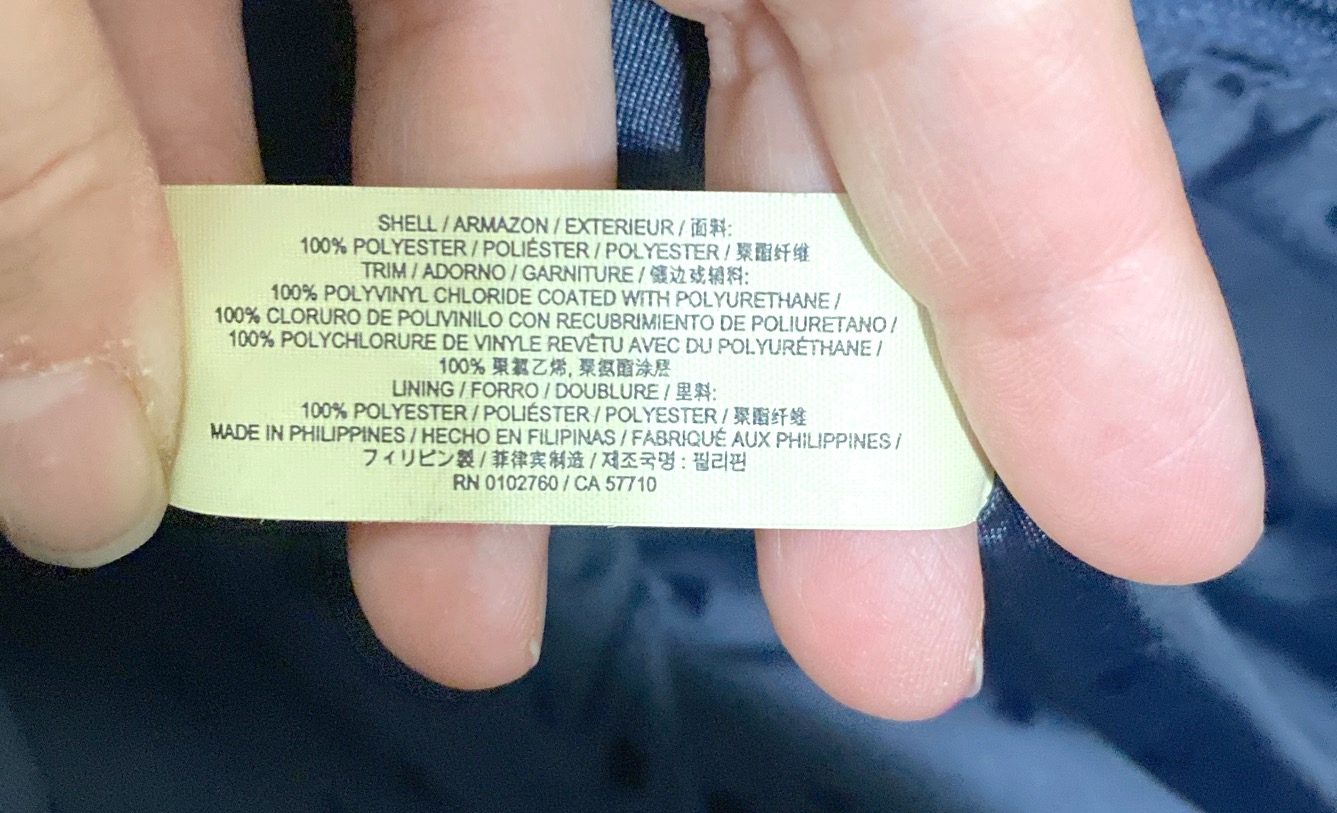 SHELL / ARMAZON / EXTERIEUR / 面料:
100% POLYESTER / POLIÉSTER / POLYESTER / 聚酯纤维
TRIM / ADORNO / GARNITURE / 镶边或辅料:
100% POLYVINYL CHLORIDE COATED WITH POLYURETHANE /
100% CLORURO DE POLIVINILO CON RECUBRIMIENTO DE POLIURETANO /
100% POLYCHLORURE DE VINYLE REVÊTU AVEC DU POLYURÉTHANE /
100% 聚氯乙烯, 聚氨酯涂层
LINING / FORRO / DOUBLURE / 里料:
100% POLYESTER / POLIÉSTER / POLYESTER / 聚酯纤维
MADE IN PHILIPPINES / HECHO EN FILIPINAS / FABRIQUÉ AUX PHILIPPINES /
フィリピン製 / 菲律宾制造 / 제조국명 : 필리핀
RN 0102760 / CA 57710